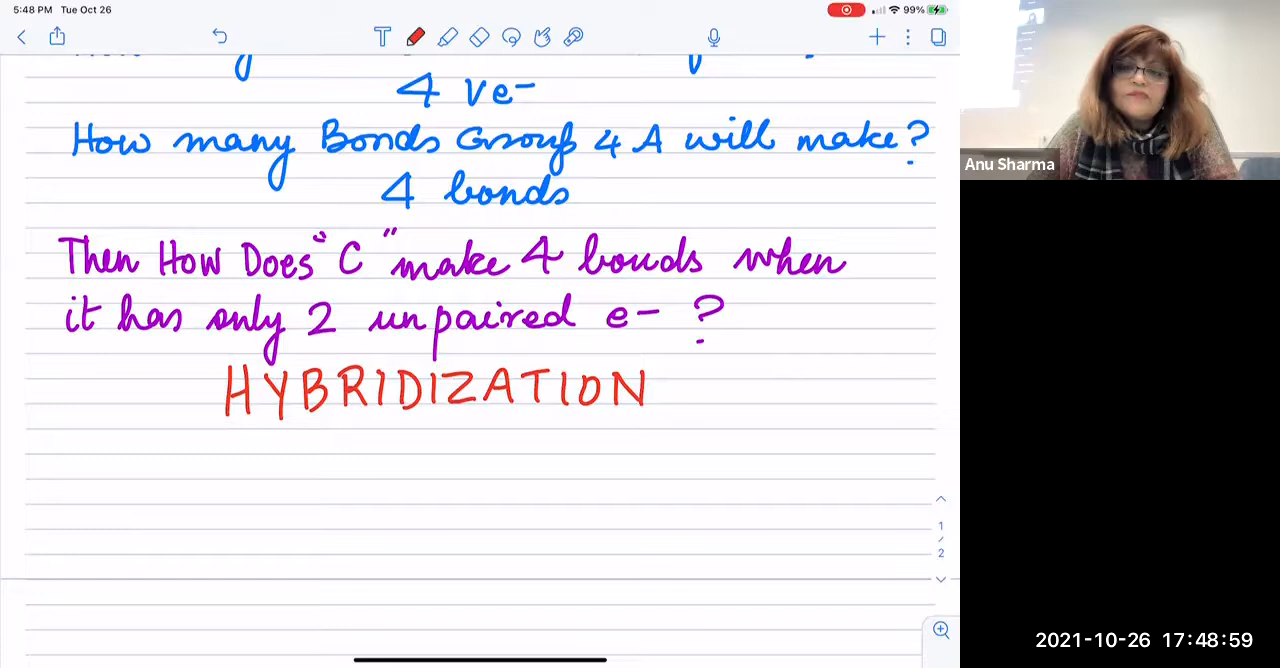 5:48 PM Tue Oct 26
99%
4 Ve-
How many Bonds Group 4 A will make?
4 bonds
Then How Does "C" make 4 bonds when
it has only 2 unpaired e- ?
HYBRIDIZATION
1
2
Anu Sharma
2021-10-26 17:48:59